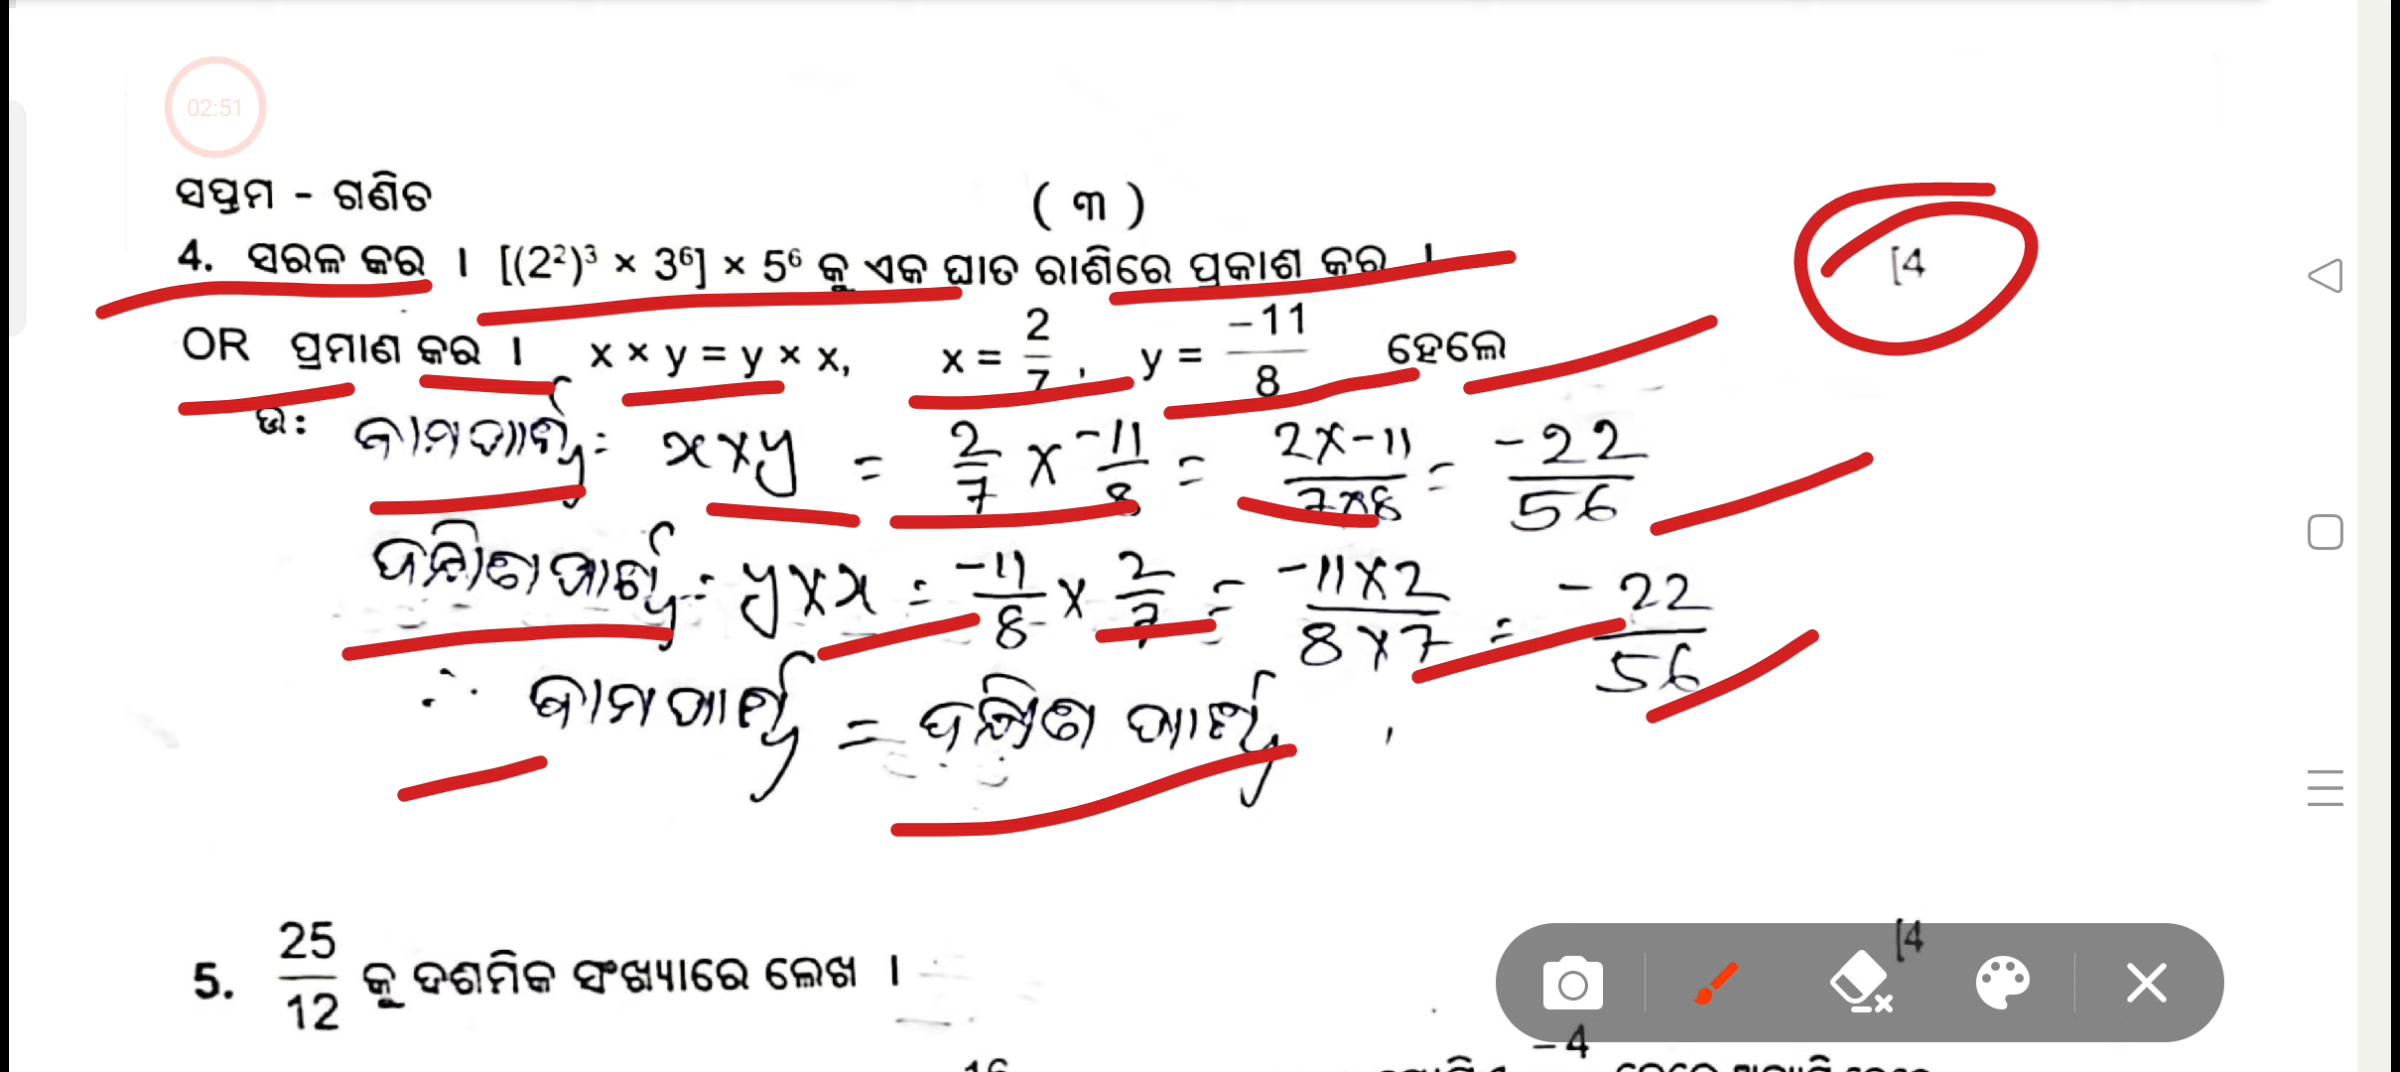 02:51
ସପ୍ତମ - ଗଣିତ ( ୩ )
4. ସରଳ କର । [(2²)³ × 3⁶] × 5⁶ କୁ ଏକ ଘାତ ରାଶିରେ ପ୍ରକାଶ କର । [4
OR ପ୍ରମାଣ କର । x × y = y × x, x = 2/7, y = -11/8 ହେଲେ
ଉଃ ବାମପାର୍ଶ୍ୱ = x × y = 2/7 × -11/8 = 2×-11/7×8 = -22/56
ଦକ୍ଷିଣ ପାର୍ଶ୍ୱ = y × x = -11/8 × 2/7 = -11×2/8×7 = -22/56
∴ ବାମପାର୍ଶ୍ୱ = ଦକ୍ଷିଣ ପାର୍ଶ୍ୱ
5. 25/12 କୁ ଦଶମିକ ସଂଖ୍ୟାରେ ଲେଖ । [4
-4